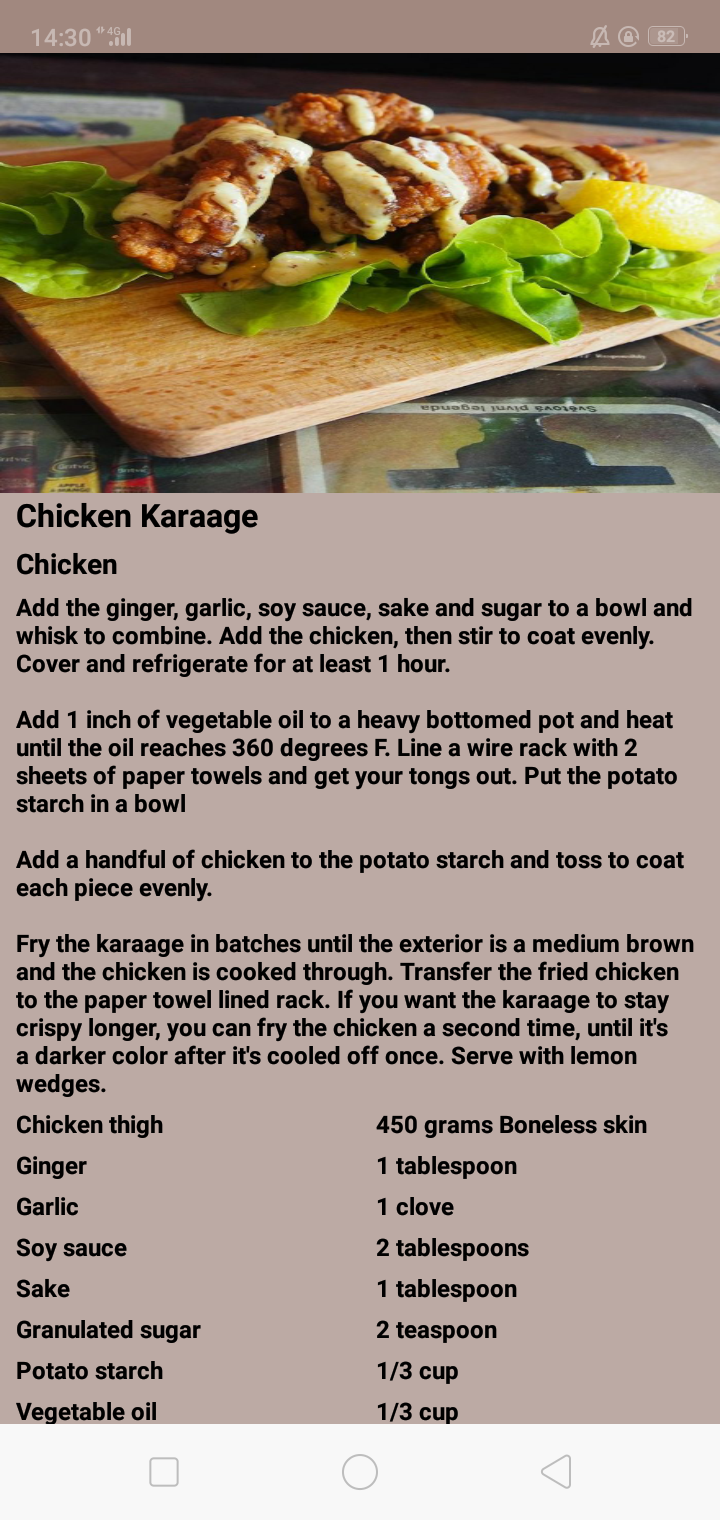 14:30 4G 82
Světová pivní legenda
APPLE
& MANGO
Chicken Karaage
Chicken
Add the ginger, garlic, soy sauce, sake and sugar to a bowl and
whisk to combine. Add the chicken, then stir to coat evenly.
Cover and refrigerate for at least 1 hour.
Add 1 inch of vegetable oil to a heavy bottomed pot and heat
until the oil reaches 360 degrees F. Line a wire rack with 2
sheets of paper towels and get your tongs out. Put the potato
starch in a bowl
Add a handful of chicken to the potato starch and toss to coat
each piece evenly.
Fry the karaage in batches until the exterior is a medium brown
and the chicken is cooked through. Transfer the fried chicken
to the paper towel lined rack. If you want the karaage to stay
crispy longer, you can fry the chicken a second time, until it's
a darker color after it's cooled off once. Serve with lemon
wedges.
Chicken thigh 450 grams Boneless skin
Ginger 1 tablespoon
Garlic 1 clove
Soy sauce 2 tablespoons
Sake 1 tablespoon
Granulated sugar 2 teaspoon
Potato starch 1/3 cup
Vegetable oil 1/3 cup